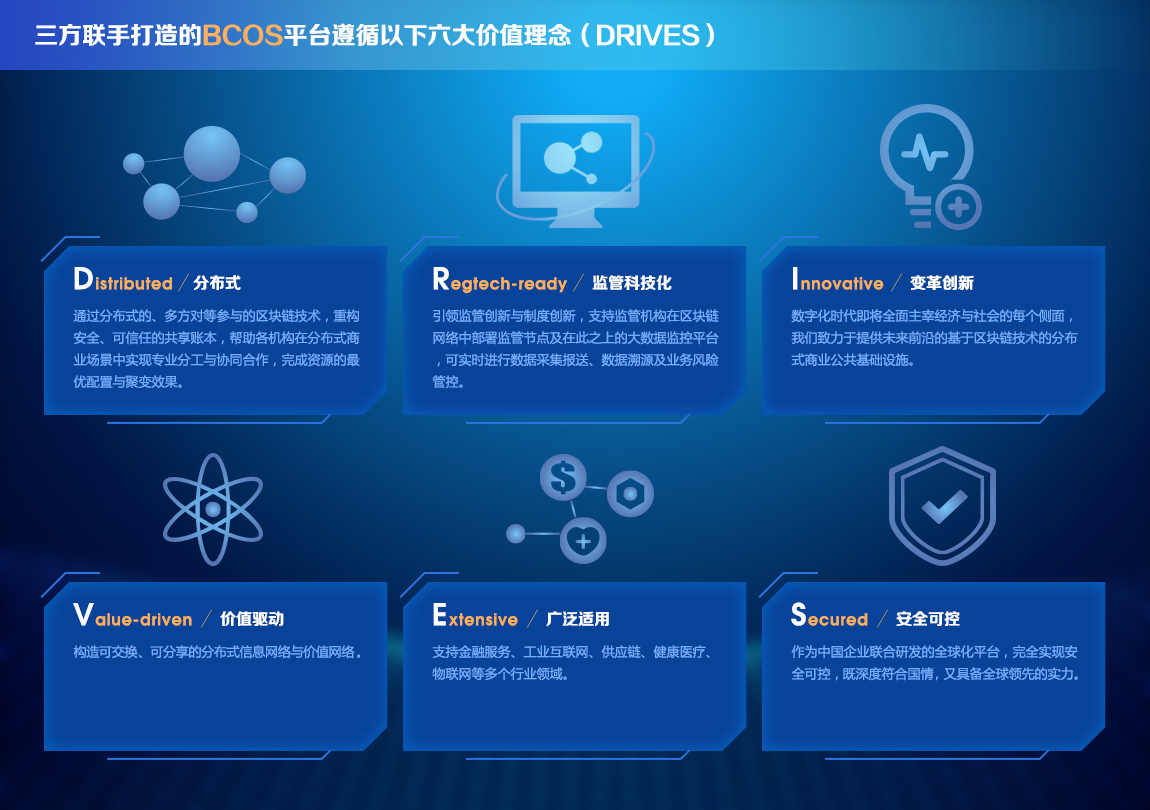 三方联手打造的BCOS平台遵循以下六大价值理念（DRIVES）
Distributed / 分布式
通过分布式的、多方对等参与的区块链技术，重构
安全、可信任的共享账本，帮助各机构在分布式商
业场景中实现专业分工与协同合作，完成资源的最
优配置与聚变效果。
Regtech-ready / 监管科技化
引领监管创新与制度创新，支持监管机构在区块链
网络中部署监管节点及在此之上的大数据监控平台
，可实时进行数据采集报送、数据溯源及业务风险
管控。
Innovative / 变革创新
数字化时代即将全面主宰经济与社会的每个侧面，
我们致力于提供未来前沿的基于区块链技术的分布
式商业公共基础设施。
Value-driven / 价值驱动
构造可交换、可分享的分布式信息网络与价值网络。
Extensive / 广泛适用
支持金融服务、工业互联网、供应链、健康医疗、
物联网等多个行业领域。
Secured / 安全可控
作为中国企业联合研发的全球化平台，完全实现安
全可控，既深度符合国情，又具备全球领先的实力。